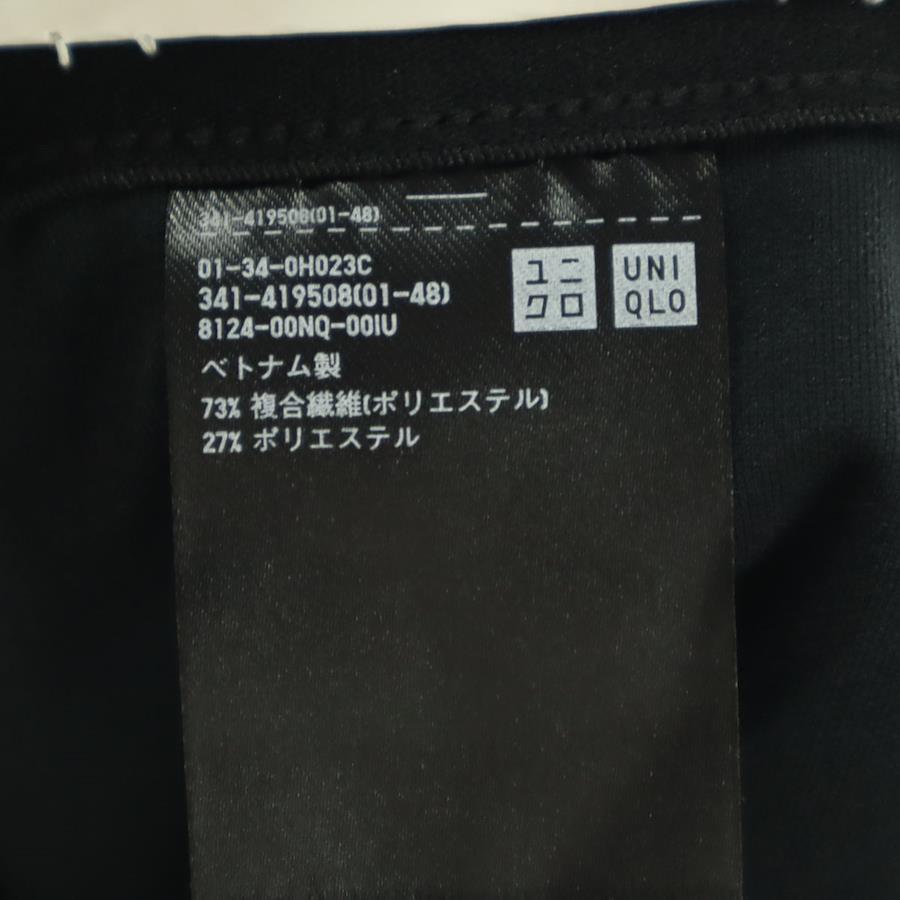 341-419508(01-48)
01-34-0H023C
341-419508(01-48)
8124-00NQ-00IU
ベトナム製
73% 複合繊維(ポリエステル)
27% ポリエステル
ユニ
クロ
UNI
QLO